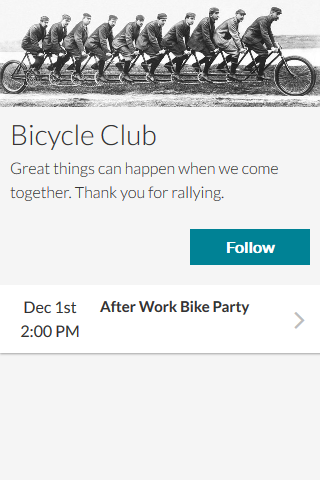 Bicycle Club
Great things can happen when we come
together. Thank you for rallying.
Follow
Dec 1st
After Work Bike Party
2:00 PM